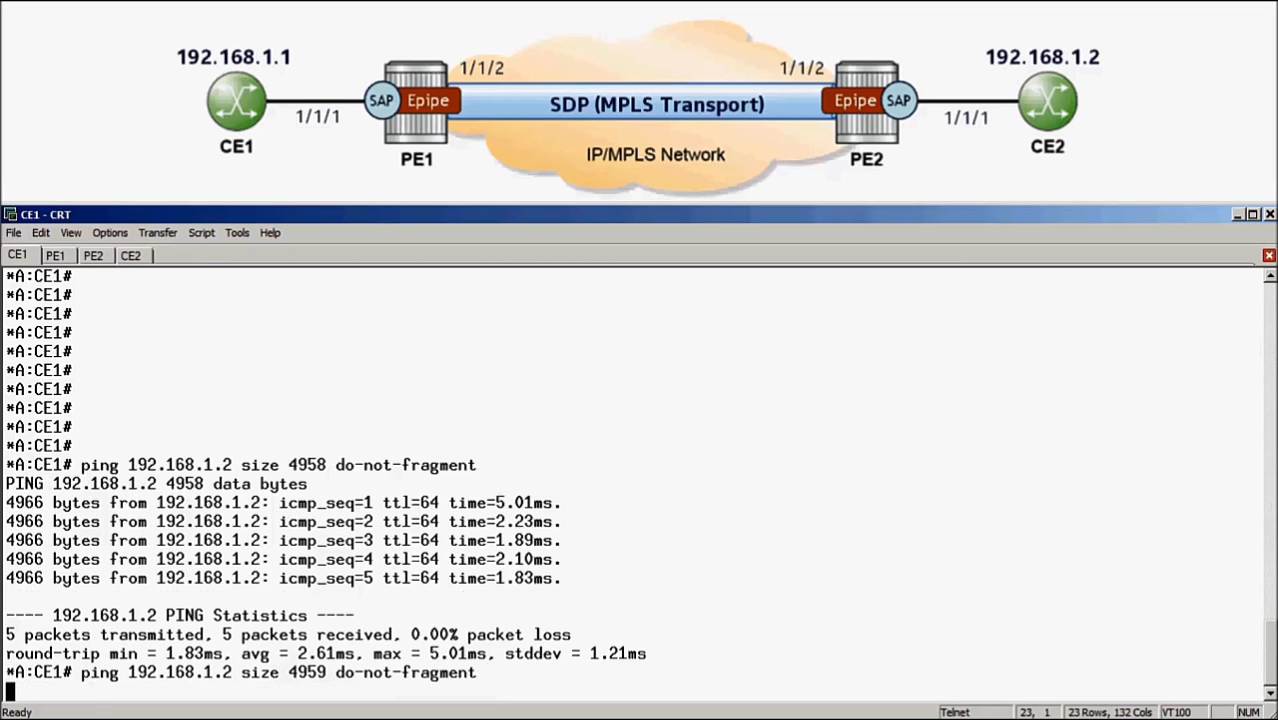 192.168.1.1
192.168.1.2
1/1/2
1/1/2
SAP
Epipe
SDP (MPLS Transport)
Epipe
SAP
1/1/1
1/1/1
CE1
PE1
IP/MPLS Network
PE2
CE2
CE1 - CRT
File Edit View Options Transfer Script Tools Help
CE1 PE1 PE2 CE2
*A:CE1#
*A:CE1#
*A:CE1#
*A:CE1#
*A:CE1#
*A:CE1#
*A:CE1#
*A:CE1#
*A:CE1#
*A:CE1#
*A:CE1# ping 192.168.1.2 size 4958 do-not-fragment
PING 192.168.1.2 4958 data bytes
4966 bytes from 192.168.1.2: icmp_seq=1 ttl=64 time=5.01ms.
4966 bytes from 192.168.1.2: icmp_seq=2 ttl=64 time=2.23ms.
4966 bytes from 192.168.1.2: icmp_seq=3 ttl=64 time=1.89ms.
4966 bytes from 192.168.1.2: icmp_seq=4 ttl=64 time=2.10ms.
4966 bytes from 192.168.1.2: icmp_seq=5 ttl=64 time=1.83ms.
---- 192.168.1.2 PING Statistics ----
5 packets transmitted, 5 packets received, 0.00% packet loss
round-trip min = 1.83ms, avg = 2.61ms, max = 5.01ms, stddev = 1.21ms
*A:CE1# ping 192.168.1.2 size 4959 do-not-fragment
Ready Telnet 23, 1 23 Rows, 132 Cols VT100 NUM